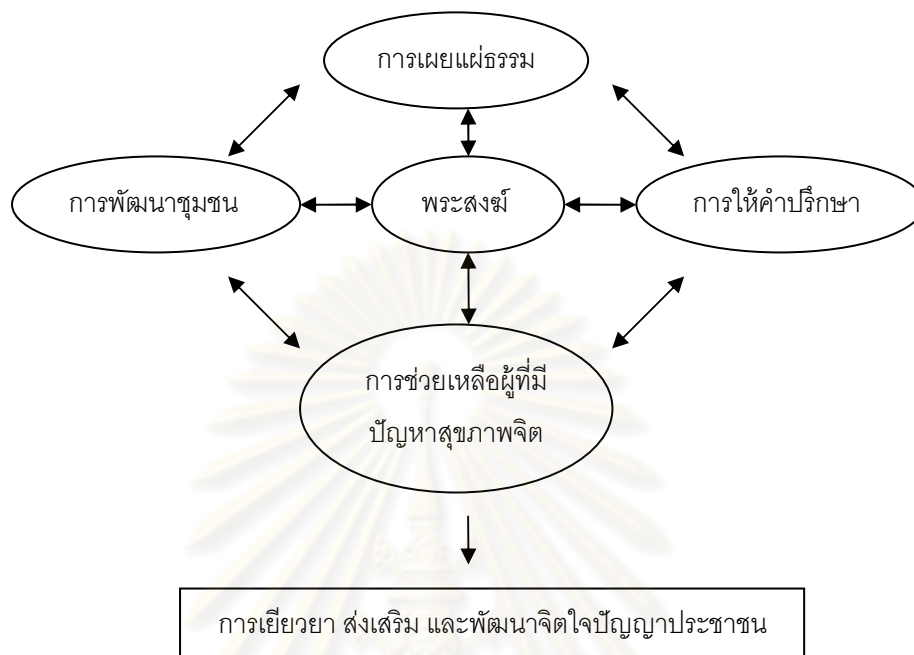 การเผยแผ่ธรรม
การพัฒนาชุมชน
พระสงฆ์
การให้คำปรึกษา
การช่วยเหลือผู้ที่มี
ปัญหาสุขภาพจิต
การเยียวยา ส่งเสริม และพัฒนาจิตใจปัญญาประชาชน